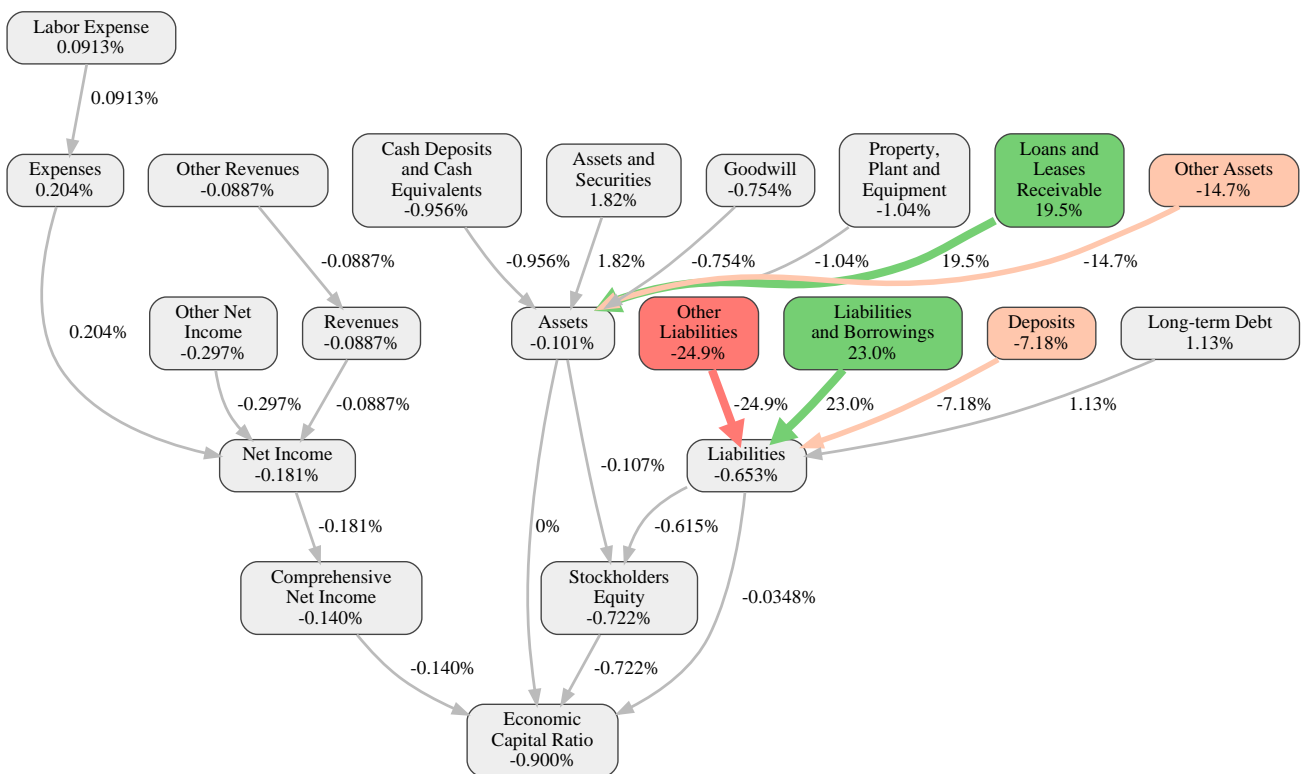 Labor Expense
0.0913%
0.0913%
Expenses
0.204%
Other Revenues
-0.0887%
Cash Deposits
and Cash
Equivalents
-0.956%
Assets and
Securities
1.82%
Goodwill
-0.754%
Property,
Plant and
Equipment
-1.04%
Loans and
Leases
Receivable
19.5%
Other Assets
-14.7%
-0.0887%
-0.956%
1.82%
-0.754%
-1.04%
19.5%
-14.7%
0.204%
Other Net
Income
-0.297%
Revenues
-0.0887%
Assets
-0.101%
Other
Liabilities
-24.9%
Liabilities
and Borrowings
23.0%
Deposits
-7.18%
Long-term Debt
1.13%
-0.297%
-0.0887%
-24.9%
23.0%
-7.18%
1.13%
Net Income
-0.181%
-0.107%
Liabilities
-0.653%
-0.181%
0%
-0.615%
Comprehensive
Net Income
-0.140%
Stockholders
Equity
-0.722%
-0.0348%
-0.140%
-0.722%
Economic
Capital Ratio
-0.900%